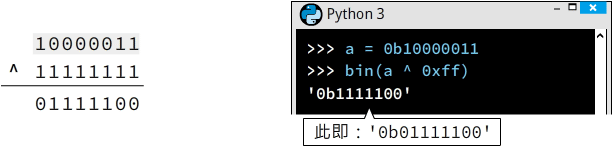 10000011
^ 11111111
01111100
Python 3
>>> a = 0b10000011
>>> bin(a ^ 0xff)
'0b1111100'
此即：'0b01111100'